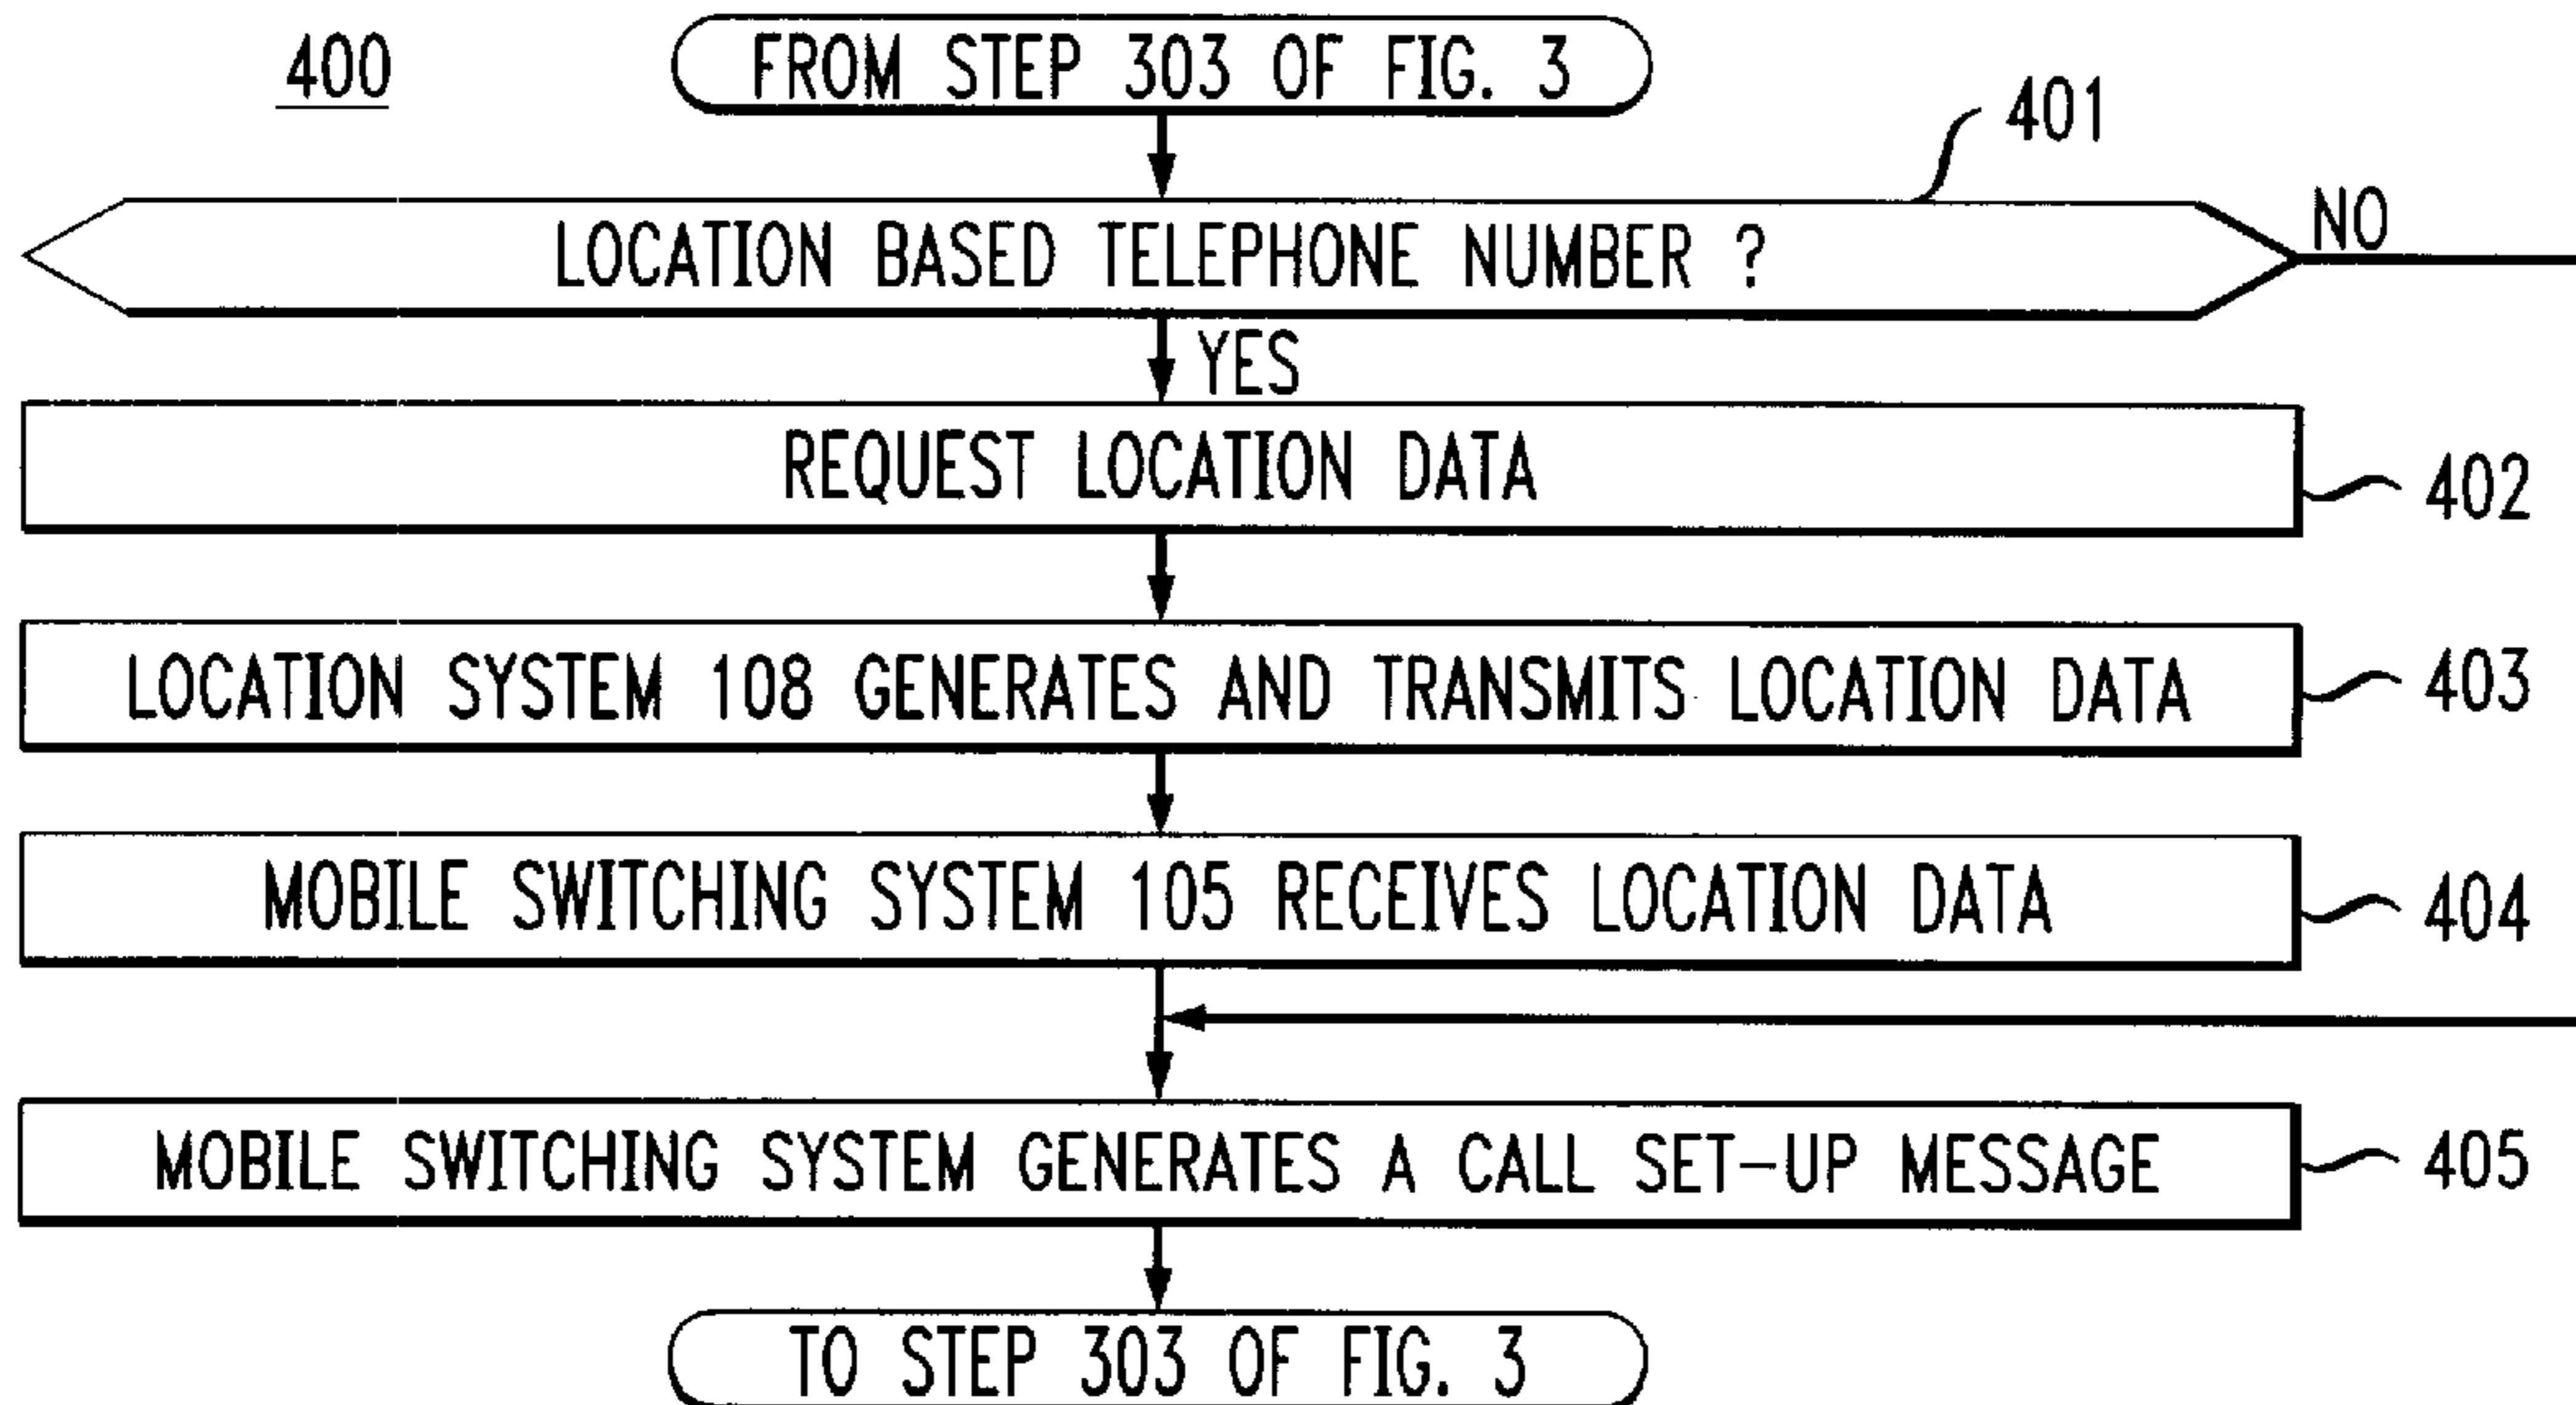 400
FROM STEP 303 OF FIG. 3
401
LOCATION BASED TELEPHONE NUMBER ?
NO
YES
REQUEST LOCATION DATA
402
LOCATION SYSTEM 108 GENERATES AND TRANSMITS LOCATION DATA
403
MOBILE SWITCHING SYSTEM 105 RECEIVES LOCATION DATA
404
MOBILE SWITCHING SYSTEM GENERATES A CALL SET-UP MESSAGE
405
TO STEP 303 OF FIG. 3